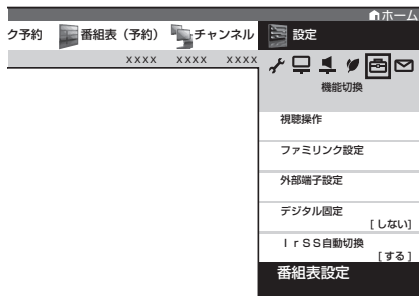 ホーム
ク予約 番組表（予約） チャンネル 設定
xxxx xxxx xxxx
機能切換
視聴操作
ファミリンク設定
外部端子設定
デジタル固定
[しない]
IrSS自動切換
[する]
番組表設定